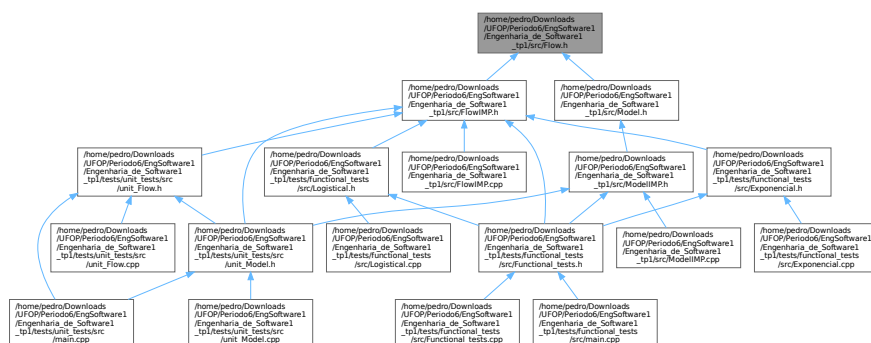 /home/pedro/Downloads
/UFOP/Periodo6/EngSoftware1
/Engenharia_de_Software1
_tp1/src/Flow.h
/home/pedro/Downloads
/UFOP/Periodo6/EngSoftware1
/Engenharia_de_Software1
_tp1/src/FlowIMP.h
/home/pedro/Downloads
/UFOP/Periodo6/EngSoftware1
/Engenharia_de_Software1
_tp1/src/Model.h
/home/pedro/Downloads
/UFOP/Periodo6/EngSoftware1
/Engenharia_de_Software1
_tp1/tests/unit_tests/src
/unit_Flow.h
/home/pedro/Downloads
/UFOP/Periodo6/EngSoftware1
/Engenharia_de_Software1
_tp1/tests/functional_tests
/src/Logistical.h
/home/pedro/Downloads
/UFOP/Periodo6/EngSoftware1
/Engenharia_de_Software1
_tp1/src/FlowIMP.cpp
/home/pedro/Downloads
/UFOP/Periodo6/EngSoftware1
/Engenharia_de_Software1
_tp1/src/ModelIMP.h
/home/pedro/Downloads
/UFOP/Periodo6/EngSoftware1
/Engenharia_de_Software1
_tp1/tests/functional_tests
/src/Exponencial.h
/home/pedro/Downloads
/UFOP/Periodo6/EngSoftware1
/Engenharia_de_Software1
_tp1/tests/unit_tests/src
/unit_Flow.cpp
/home/pedro/Downloads
/UFOP/Periodo6/EngSoftware1
/Engenharia_de_Software1
_tp1/tests/unit_tests/src
/unit_Model.h
/home/pedro/Downloads
/UFOP/Periodo6/EngSoftware1
/Engenharia_de_Software1
_tp1/tests/functional_tests
/src/Logistical.cpp
/home/pedro/Downloads
/UFOP/Periodo6/EngSoftware1
/Engenharia_de_Software1
_tp1/tests/functional_tests
/src/Functional_tests.h
/home/pedro/Downloads
/UFOP/Periodo6/EngSoftware1
/Engenharia_de_Software1
_tp1/src/ModelIMP.cpp
/home/pedro/Downloads
/UFOP/Periodo6/EngSoftware1
/Engenharia_de_Software1
_tp1/tests/functional_tests
/src/Exponencial.cpp
/home/pedro/Downloads
/UFOP/Periodo6/EngSoftware1
/Engenharia_de_Software1
_tp1/tests/unit_tests/src
/main.cpp
/home/pedro/Downloads
/UFOP/Periodo6/EngSoftware1
/Engenharia_de_Software1
_tp1/tests/unit_tests/src
/unit_Model.cpp
/home/pedro/Downloads
/UFOP/Periodo6/EngSoftware1
/Engenharia_de_Software1
_tp1/tests/functional_tests
/src/Functional_tests.cpp
/home/pedro/Downloads
/UFOP/Periodo6/EngSoftware1
/Engenharia_de_Software1
_tp1/tests/functional_tests
/src/main.cpp